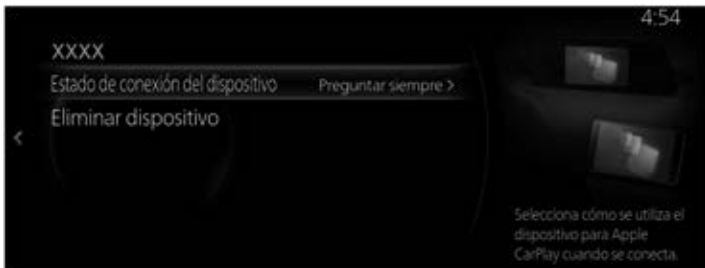 4:54
XXXX
Estado de conexión del dispositivo Preguntar siempre >
Eliminar dispositivo
<
Selecciona cómo se utiliza el
dispositivo para Apple
CarPlay cuando se conecta.